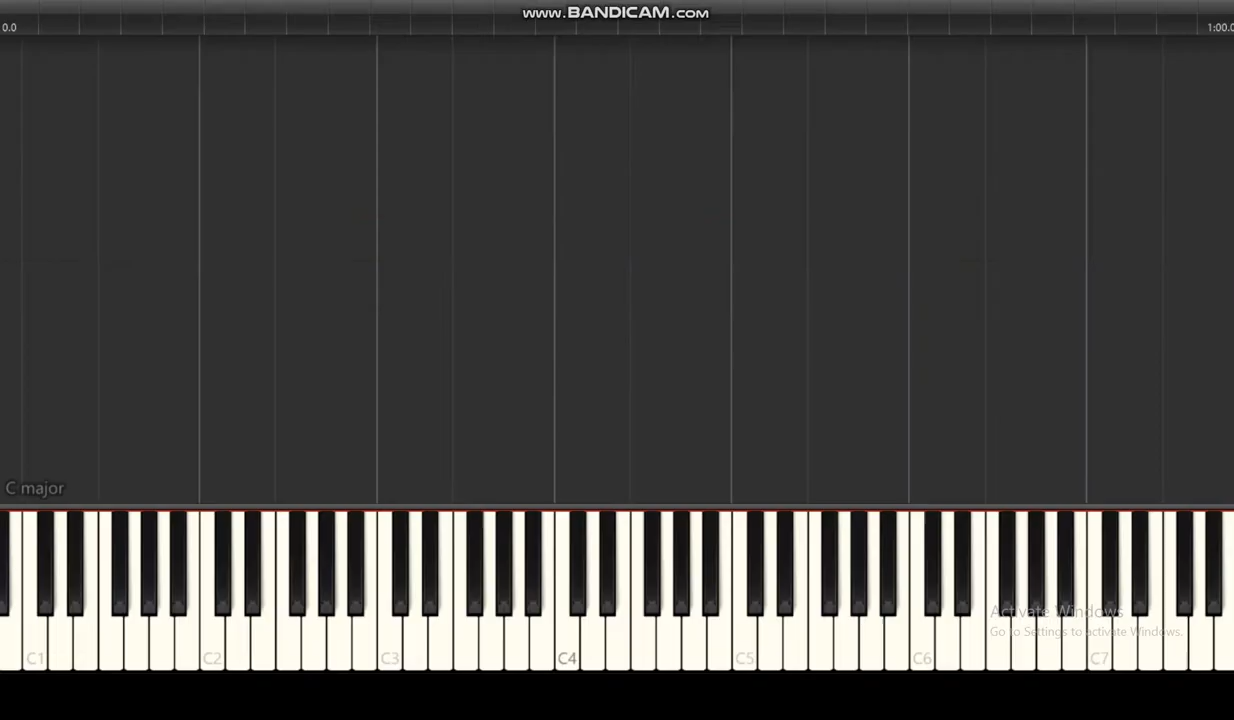 www.BANDICAM.com
0.0
1:00.0
C major
Activate Windows
Go to Settings to activate Windows.
C1 C2 C3 C4 C5 C6 C7